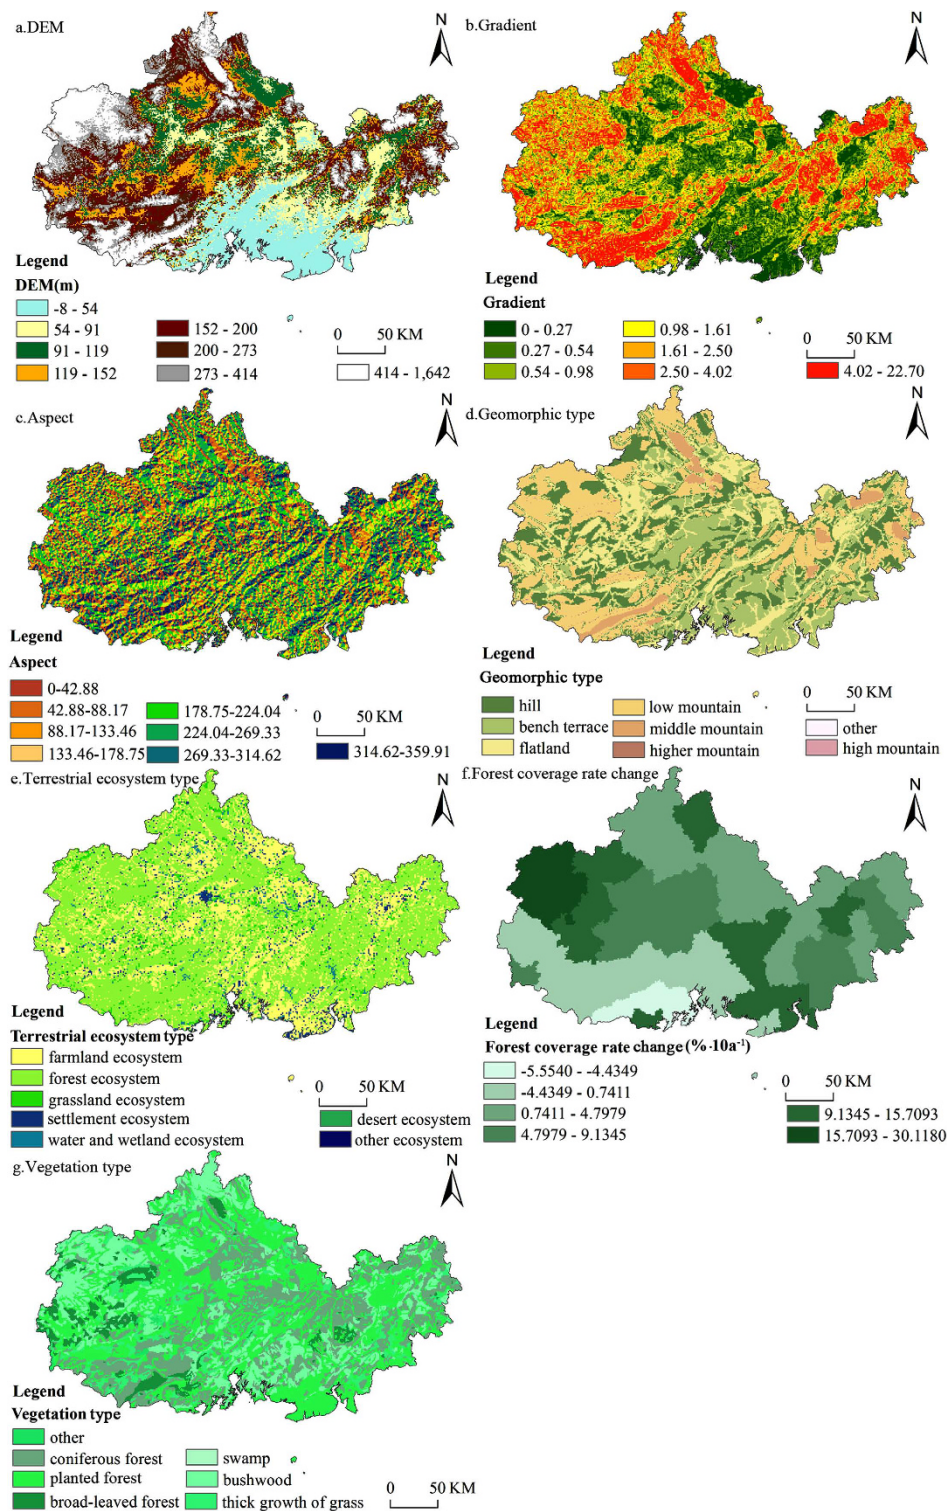 a.DEM
N
Legend
DEM(m)
-8 - 54
54 - 91
91 - 119
119 - 152
152 - 200
200 - 273
273 - 414
0 50 KM
414 - 1,642
b.Gradient
N
Legend
Gradient
0 - 0.27
0.27 - 0.54
0.54 - 0.98
0.98 - 1.61
1.61 - 2.50
2.50 - 4.02
0 50 KM
4.02 - 22.70
c.Aspect
N
Legend
Aspect
0-42.88
42.88-88.17
88.17-133.46
133.46-178.75
178.75-224.04
224.04-269.33
269.33-314.62
0 50 KM
314.62-359.91
d.Geomorphic type
N
Legend
Geomorphic type
hill
bench terrace
flatland
low mountain
middle mountain
higher mountain
0 50 KM
other
high mountain
e.Terrestrial ecosystem type
N
Legend
Terrestrial ecosystem type
farmland ecosystem
forest ecosystem
grassland ecosystem
settlement ecosystem
water and wetland ecosystem
0 50 KM
desert ecosystem
other ecosystem
f.Forest coverage rate change
N
Legend
Forest coverage rate change(%·10a⁻¹)
-5.5540 - -4.4349
-4.4349 - 0.7411
0.7411 - 4.7979
4.7979 - 9.1345
0 50 KM
9.1345 - 15.7093
15.7093 - 30.1180
g.Vegetation type
N
Legend
Vegetation type
other
coniferous forest
planted forest
broad-leaved forest
swamp
bushwood
thick growth of grass
0 50 KM